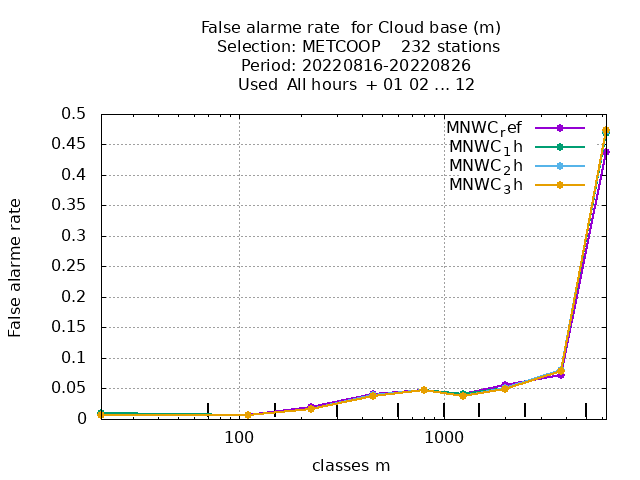 False alarme rate  for Cloud base (m)
Selection: METCOOP    232 stations
Period: 20220816-20220826
Used  All hours  + 01 02 ... 12
MNWC_ref
MNWC_1h
MNWC_2h
MNWC_3h
False alarme rate
0.5
0.45
0.4
0.35
0.3
0.25
0.2
0.15
0.1
0.05
0
100 1000
classes m